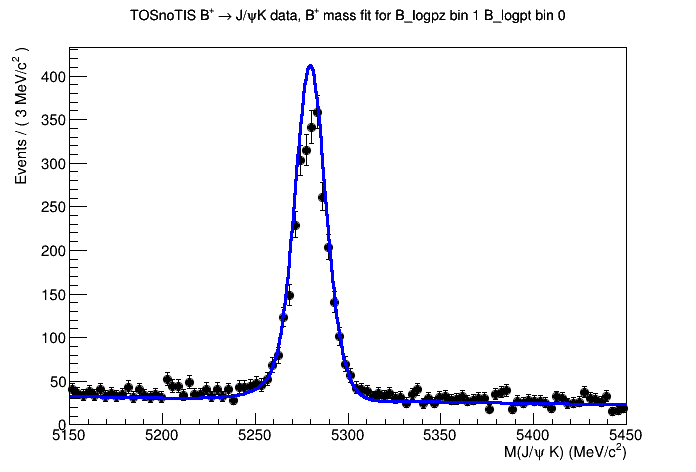 TOSnoTIS B⁺ → J/ψK data, B⁺ mass fit for B_logpz bin 1 B_logpt bin 0
Events / ( 3 MeV/c² )
400
350
300
250
200
150
100
50
0
5150 5200 5250 5300 5350 5400 5450
M(J/ψ K) (MeV/c²)